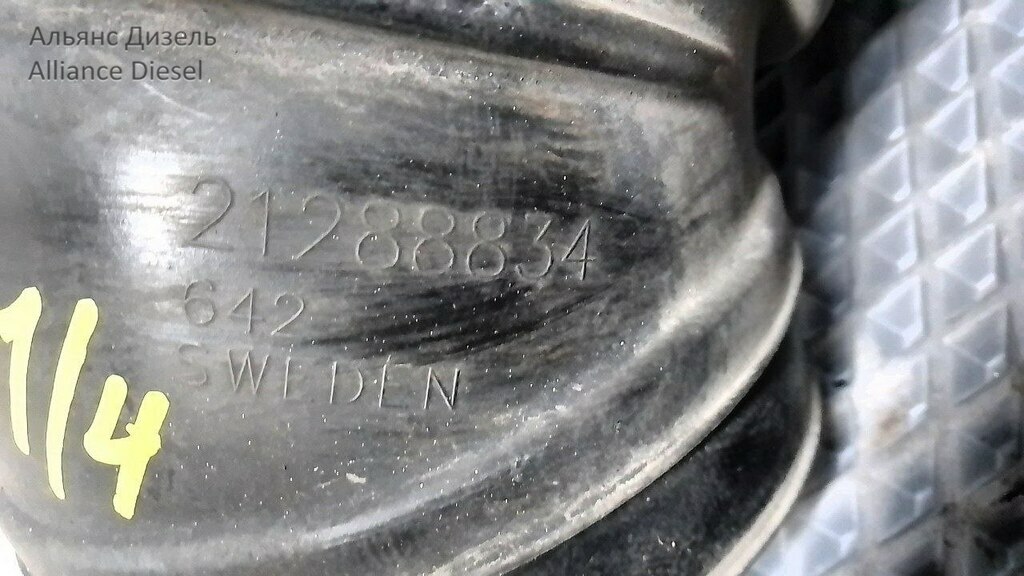 Альянс Дизель
Alliance Diesel
21288834
642
SWEDEN
1/4